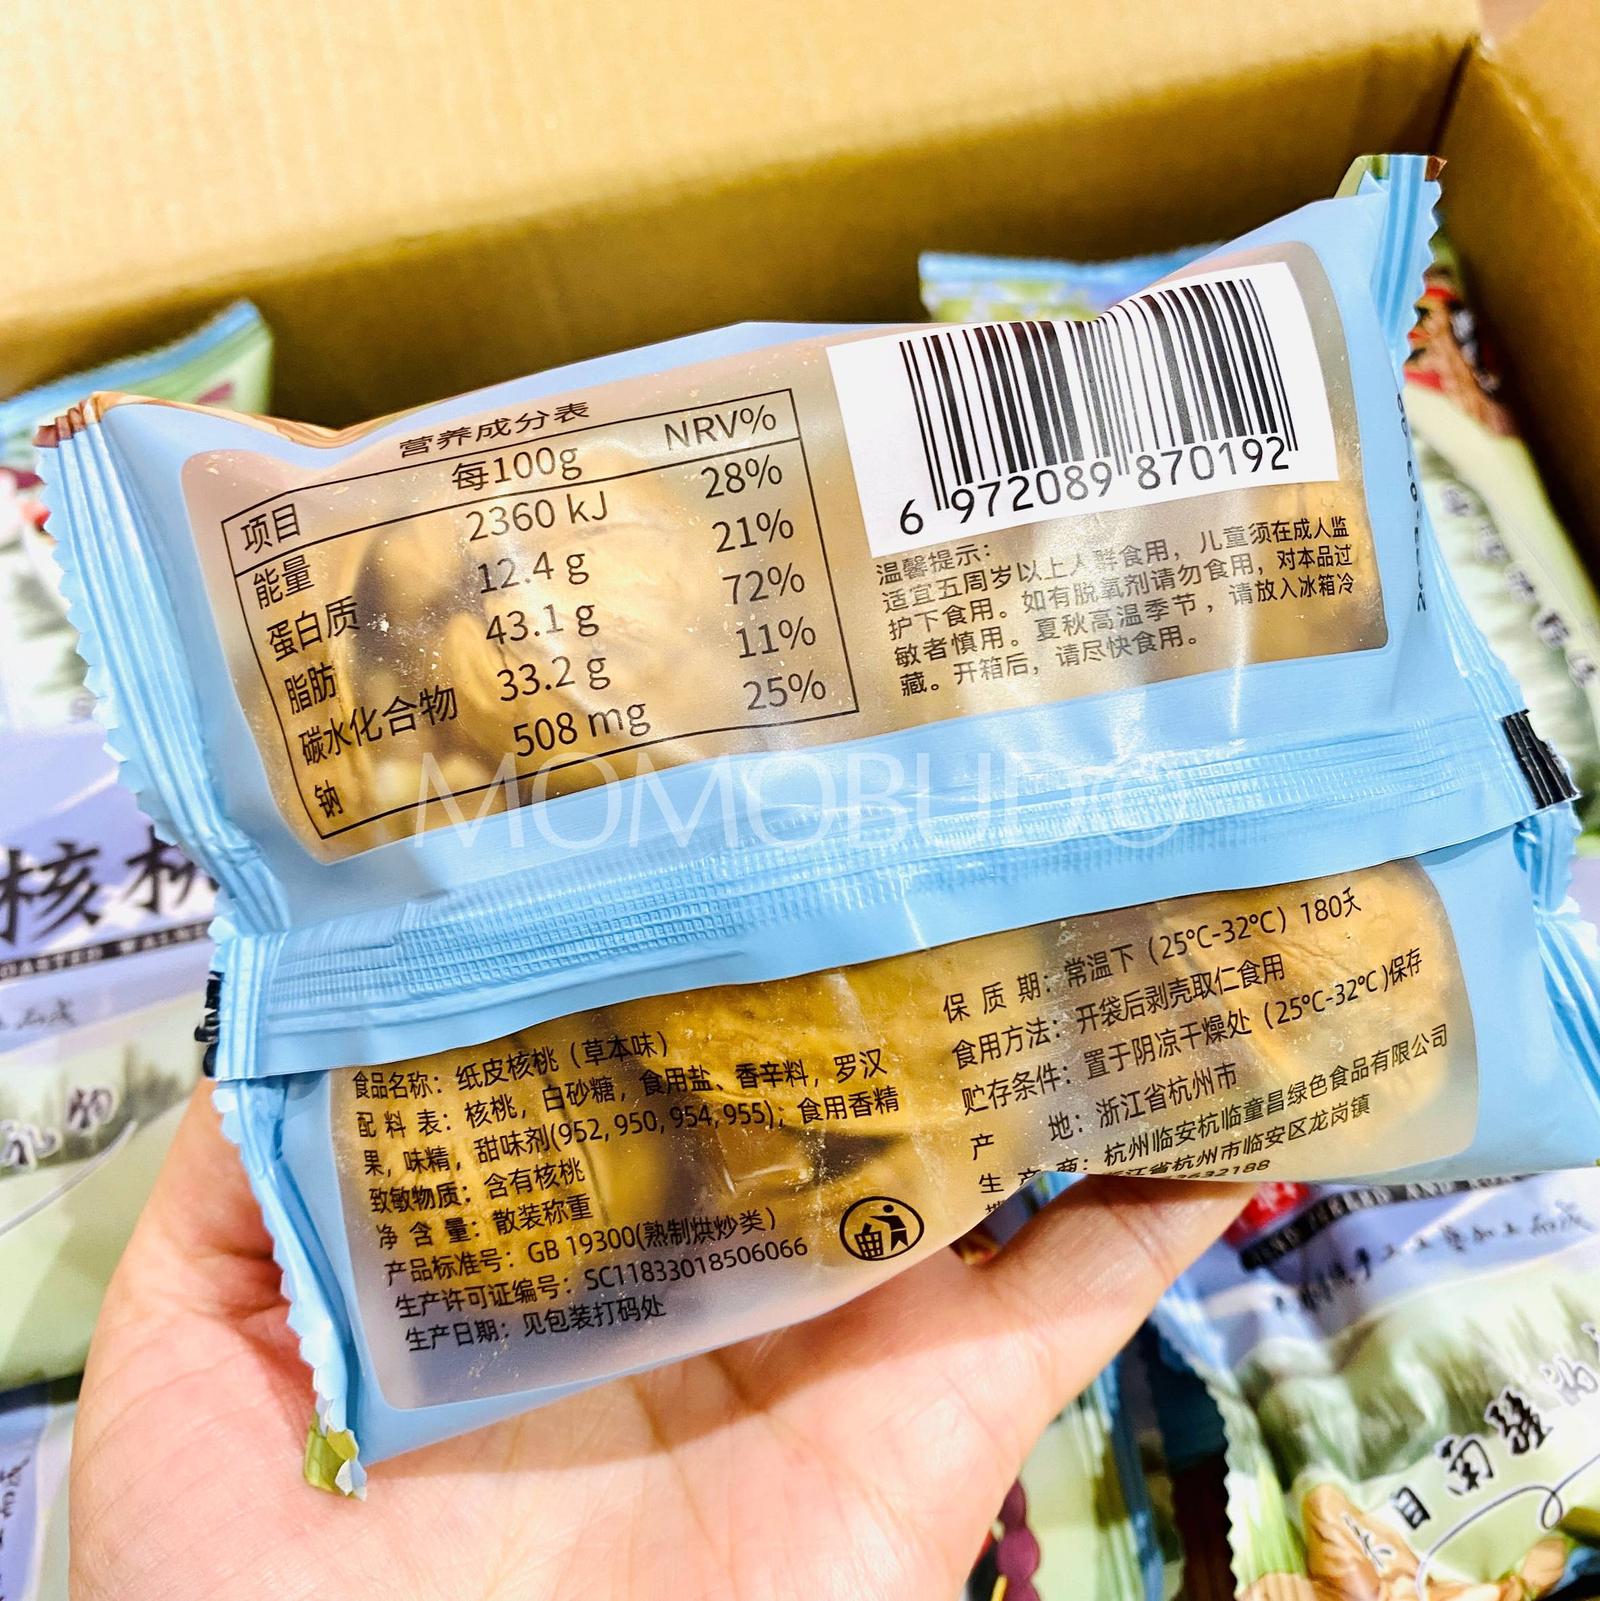 营养成分表
项目 每100g NRV%
能量 2360 kJ 28%
蛋白质 12.4 g 21%
脂肪 43.1 g 72%
碳水化合物 33.2 g 11%
钠 508 mg 25%
6 972089 870192
温馨提示：
适宜五周岁以上人群食用，儿童须在成人监
护下食用。如有脱氧剂请勿食用，对本品过
敏者慎用。夏秋高温季节，请放入冰箱冷
藏。开箱后，请尽快食用。
MOMOBUDO
食品名称：纸皮核桃（草本味）
配 料 表：核桃，白砂糖，食用盐、香辛料，罗汉
果，味精，甜味剂(952,950,954,955)；食用香精
致敏物质：含有核桃
净 含 量：散装称重
产品标准号：GB 19300(熟制烘炒类）
生产许可证编号：SC11833018506066
生产日期：见包装打码处
保 质 期：常温下（25℃-32℃）180天
食用方法：开袋后剥壳取仁食用
贮存条件：置于阴凉干燥处（25℃-32℃)保存
产 地：浙江省杭州市
生 产 商：杭州临安杭临童昌绿色食品有限公司
江省杭州市临安区龙岗镇
核桃